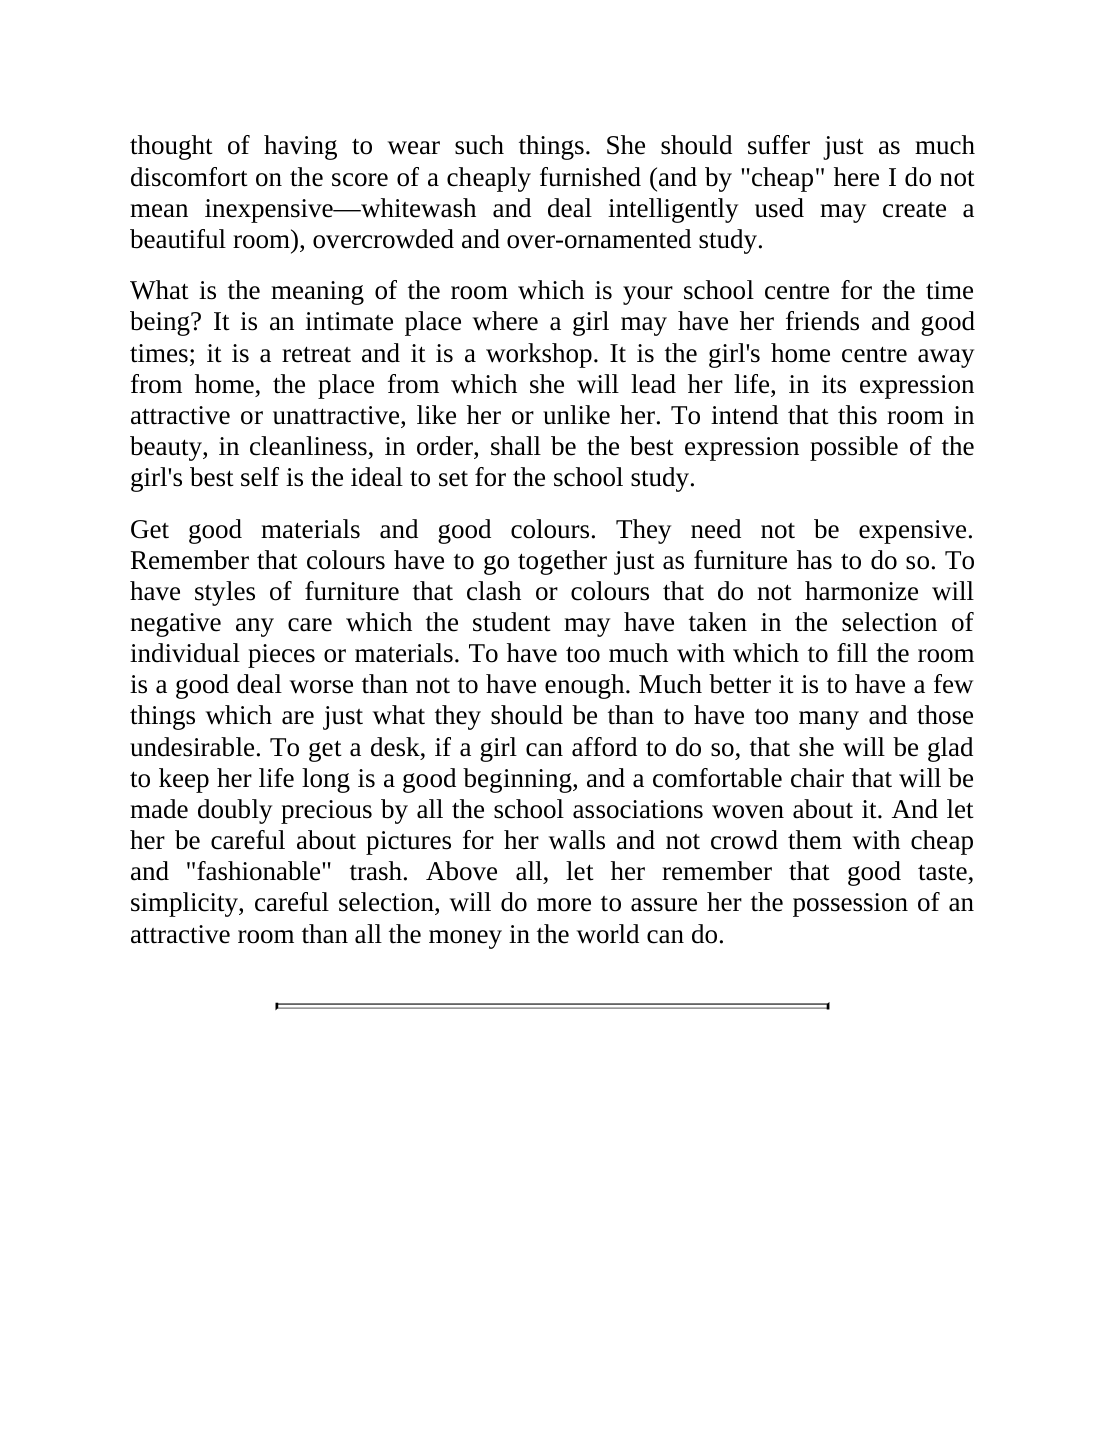 thought of having to wear such things. She should suffer just as much
discomfort on the score of a cheaply furnished (and by "cheap" here I do not
mean inexpensive—whitewash and deal intelligently used may create a
beautiful room), overcrowded and over-ornamented study.
What is the meaning of the room which is your school centre for the time
being? It is an intimate place where a girl may have her friends and good
times; it is a retreat and it is a workshop. It is the girl's home centre away
from home, the place from which she will lead her life, in its expression
attractive or unattractive, like her or unlike her. To intend that this room in
beauty, in cleanliness, in order, shall be the best expression possible of the
girl's best self is the ideal to set for the school study.
Get good materials and good colours. They need not be expensive.
Remember that colours have to go together just as furniture has to do so. To
have styles of furniture that clash or colours that do not harmonize will
negative any care which the student may have taken in the selection of
individual pieces or materials. To have too much with which to fill the room
is a good deal worse than not to have enough. Much better it is to have a few
things which are just what they should be than to have too many and those
undesirable. To get a desk, if a girl can afford to do so, that she will be glad
to keep her life long is a good beginning, and a comfortable chair that will be
made doubly precious by all the school associations woven about it. And let
her be careful about pictures for her walls and not crowd them with cheap
and "fashionable" trash. Above all, let her remember that good taste,
simplicity, careful selection, will do more to assure her the possession of an
attractive room than all the money in the world can do.